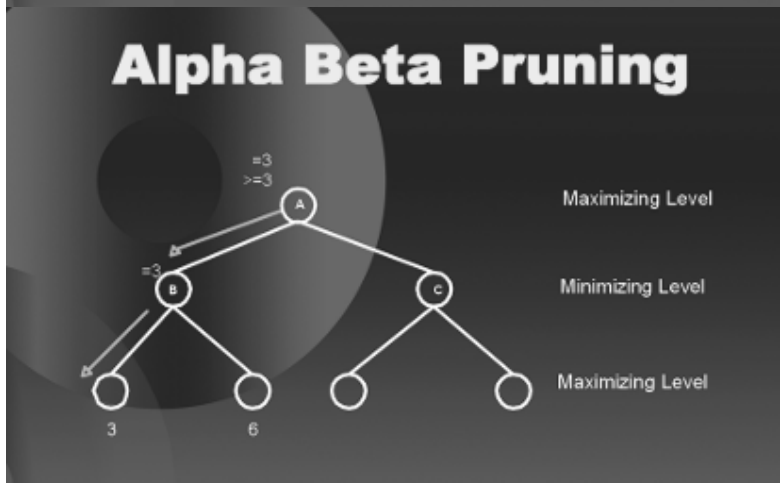 Alpha Beta Pruning
=3
>=3
A
Maximizing Level
=3
B
C
Minimizing Level
Maximizing Level
3
6